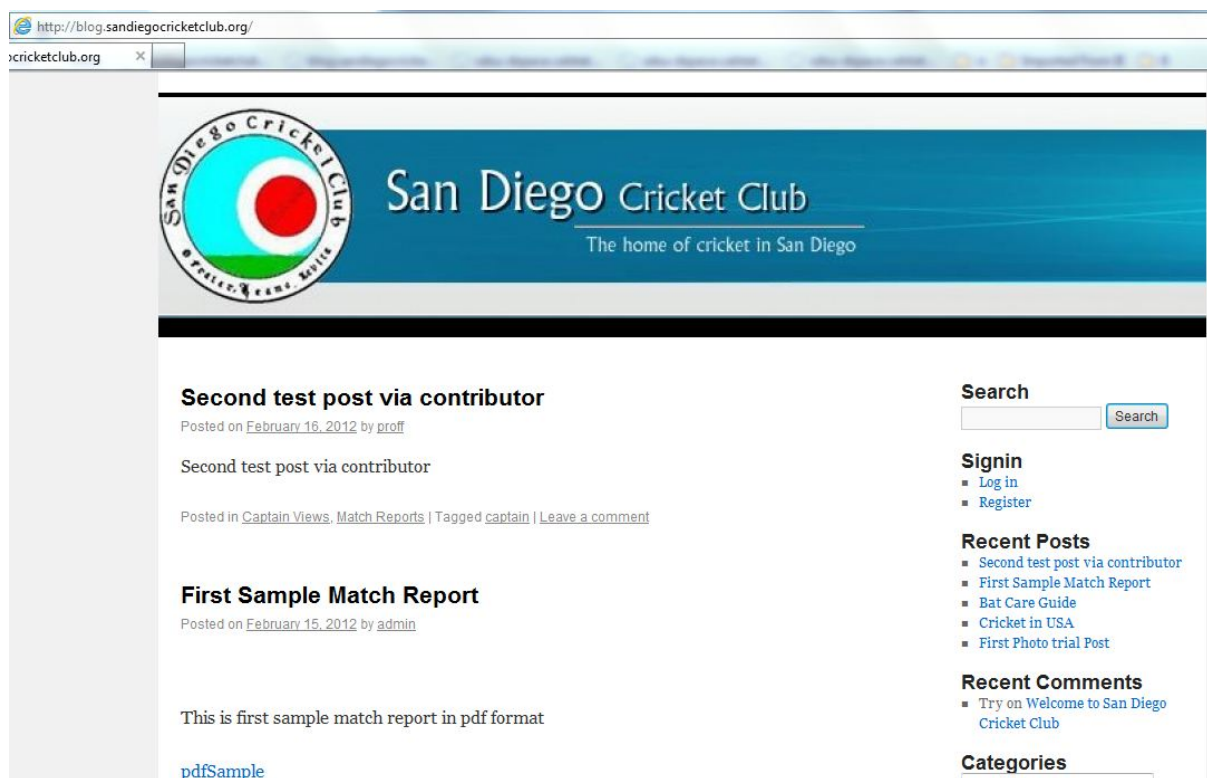 http://blog.sandiegocricketclub.org/
ocricketclub.org
San Diego Cricket Club
San Diego Cricket Club
The home of cricket in San Diego
Second test post via contributor
Posted on February 16, 2012 by proff
Second test post via contributor
Posted in Captain Views, Match Reports | Tagged captain | Leave a comment
First Sample Match Report
Posted on February 15, 2012 by admin
This is first sample match report in pdf format
pdfSample
Search
Search
Signin
Log in
Register
Recent Posts
Second test post via contributor
First Sample Match Report
Bat Care Guide
Cricket in USA
First Photo trial Post
Recent Comments
Try on Welcome to San Diego
Cricket Club
Categories